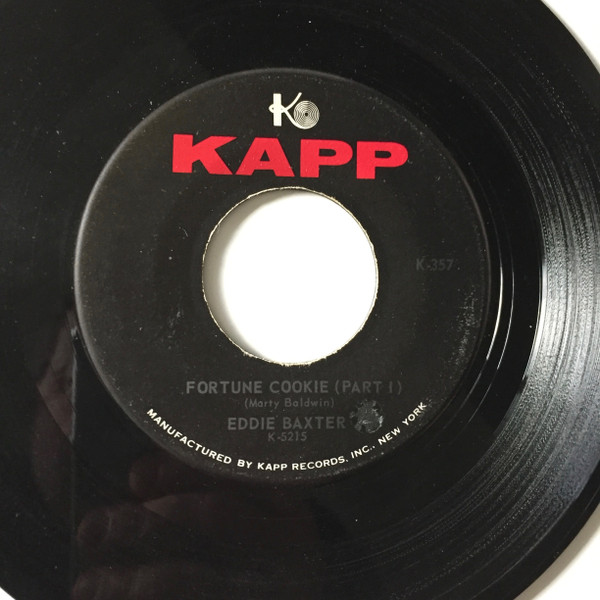 K
KAPP
K-357
FORTUNE COOKIE (PART I)
(Marty Baldwin)
EDDIE BAXTER
K-5215
MANUFACTURED BY KAPP RECORDS, INC., NEW YORK